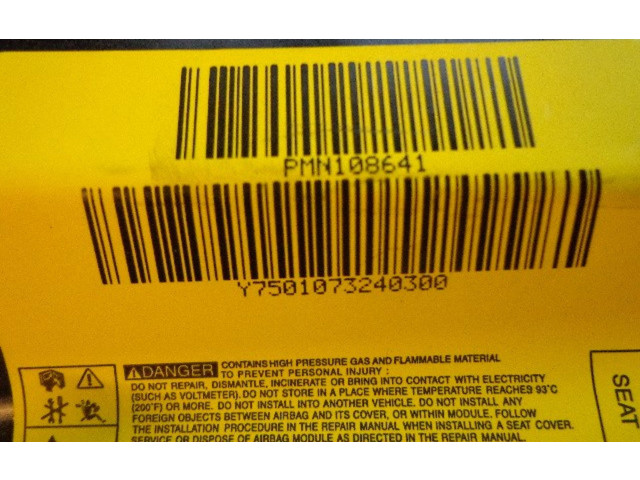 PMN108641
Y7501073240300
DANGER
CONTAINS HIGH PRESSURE GAS AND FLAMMABLE MATERIAL
TO PREVENT PERSONAL INJURY :
DO NOT REPAIR, DISMANTLE, INCINERATE OR BRING INTO CONTACT WITH ELECTRICITY
(SUCH AS VOLTMETER). DO NOT STORE IN A PLACE WHERE TEMPERATURE REACHES 93°C
(200°F) OR MORE. DO NOT INSTALL INTO ANOTHER VEHICLE. DO NOT INSTALL ANY
FOREIGN OBJECTS BETWEEN AIRBAG AND ITS COVER, OR WITHIN MODULE. FOLLOW
THE INSTALLATION PROCEDURE IN THE REPAIR MANUAL WHEN INSTALLING A SEAT COVER.
SERVICE OR DISPOSE OF AIRBAG MODULE AS DIRECTED IN THE REPAIR MANUAL.
SEAT